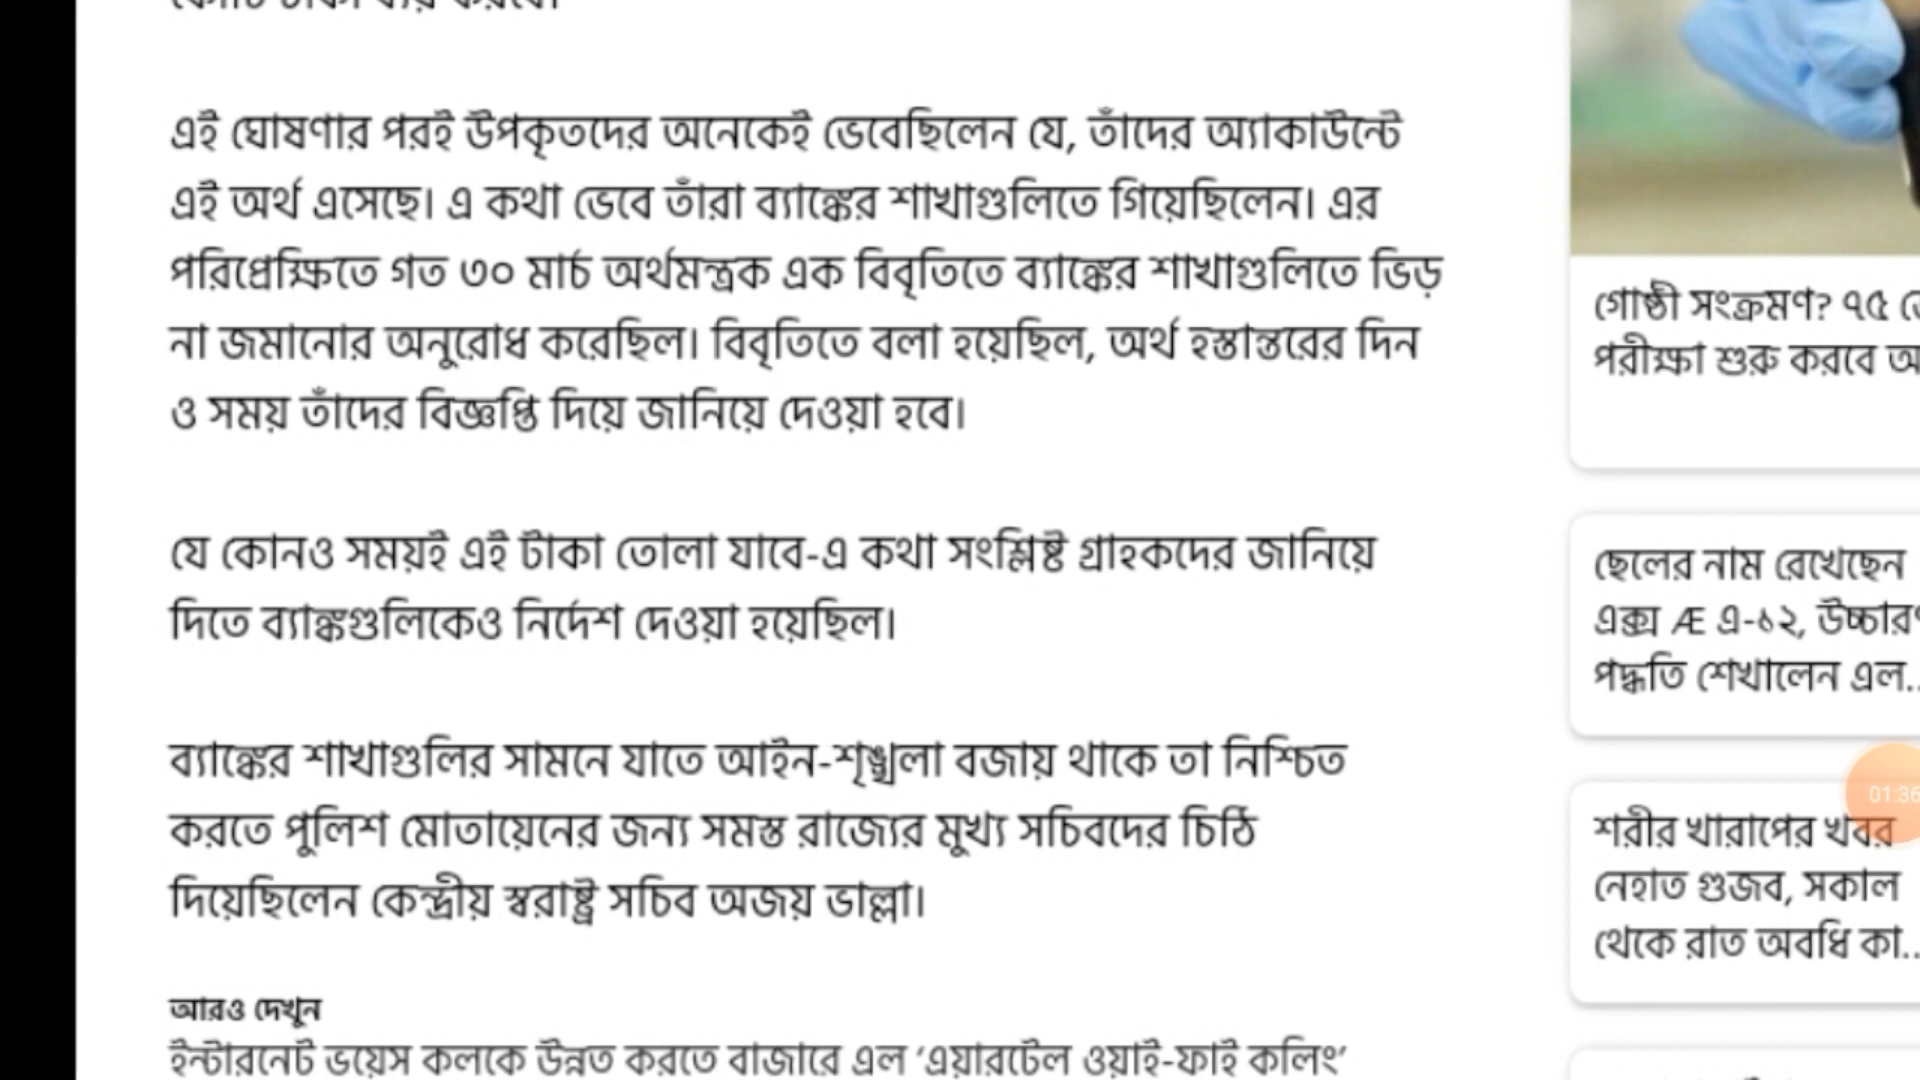 এই ঘোষণার পরই উপকৃতদের অনেকেই ভেবেছিলেন যে, তাঁদের অ্যাকাউন্টে
এই অর্থ এসেছে। এ কথা ভেবে তাঁরা ব্যাঙ্কের শাখাগুলিতে গিয়েছিলেন। এর
পরিপ্রেক্ষিতে গত ৩০ মার্চ অর্থমন্ত্রক এক বিবৃতিতে ব্যাঙ্কের শাখাগুলিতে ভিড়
না জমানোর অনুরোধ করেছিল। বিবৃতিতে বলা হয়েছিল, অর্থ হস্তান্তরের দিন
ও সময় তাঁদের বিজ্ঞপ্তি দিয়ে জানিয়ে দেওয়া হবে।
যে কোনও সময়ই এই টাকা তোলা যাবে-এ কথা সংশ্লিষ্ট গ্রাহকদের জানিয়ে
দিতে ব্যাঙ্কগুলিকেও নির্দেশ দেওয়া হয়েছিল।
ব্যাঙ্কের শাখাগুলির সামনে যাতে আইন-শৃঙ্খলা বজায় থাকে তা নিশ্চিত
করতে পুলিশ মোতায়েনের জন্য সমস্ত রাজ্যের মুখ্য সচিবদের চিঠি
দিয়েছিলেন কেন্দ্রীয় স্বরাষ্ট্র সচিব অজয় ভাল্লা।
আরও দেখুন
ইন্টারনেট ভয়েস কলকে উন্নত করতে বাজারে এল ‘এয়ারটেল ওয়াই-ফাই কলিং’
গোষ্ঠী সংক্রমণ? ৭৫
পরীক্ষা শুরু করবে
ছেলের নাম রেখেছেন
এক্স Æ এ-১২,
পদ্ধতি শেখালেন এল..
01:36
শরীর খারাপের খবর
নেহাত গুজব, সকাল
থেকে রাত অবধি কা..